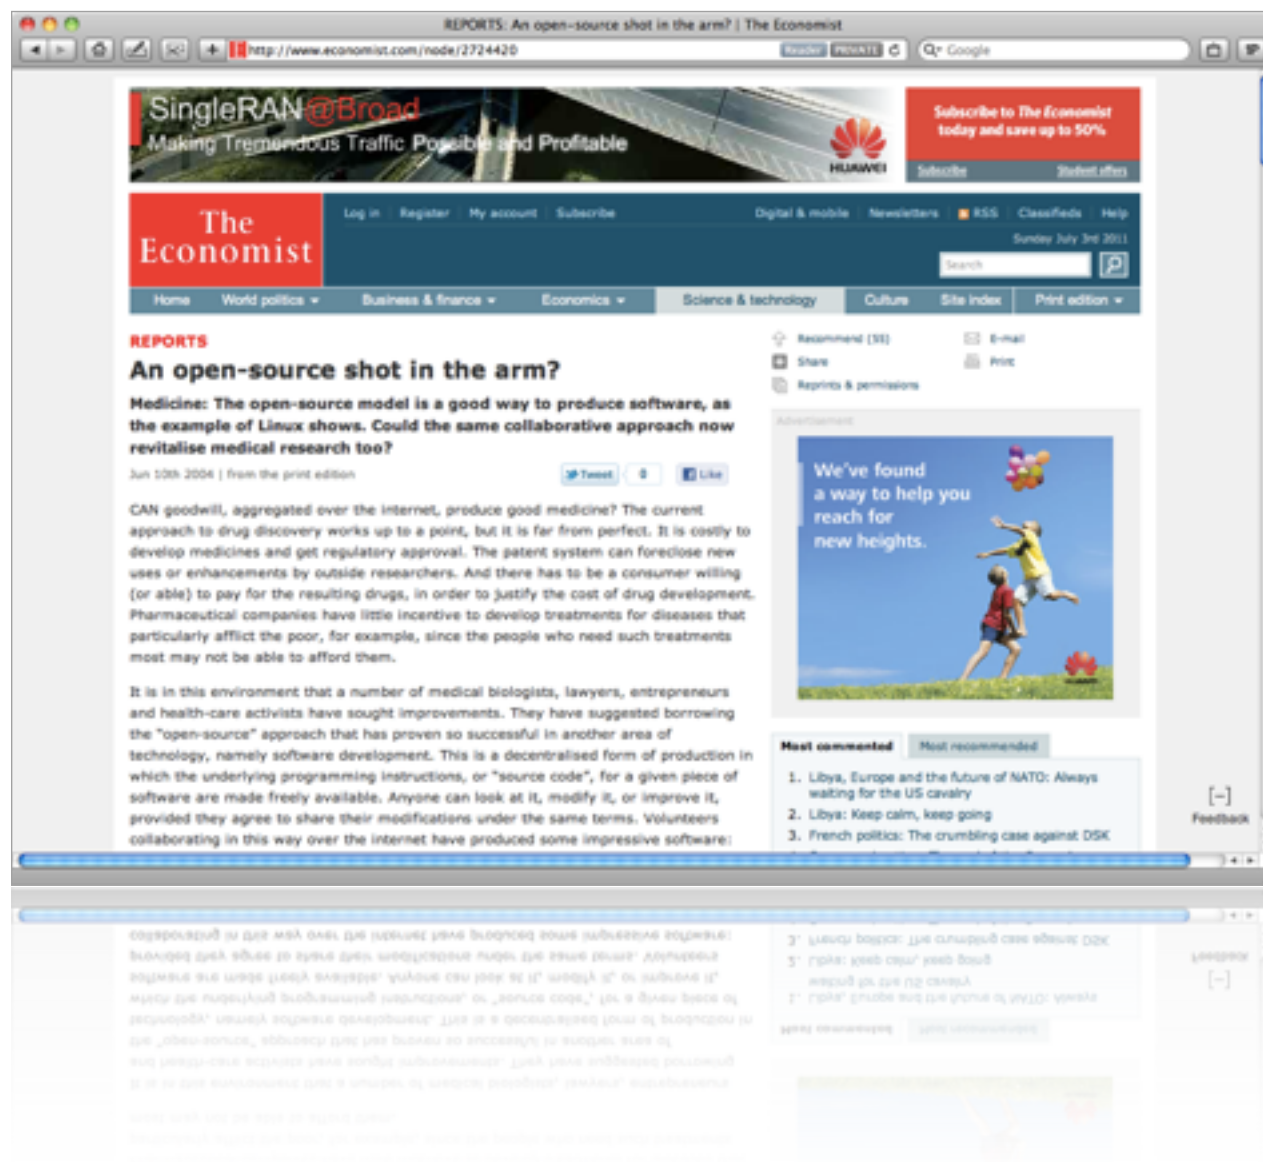 REPORTS: An open-source shot in the arm? | The Economist
http://www.economist.com/node/2724420
Reader PRIVATE
Google
SingleRAN@Broad
Making Tremendous Traffic Possible and Profitable
HUAWEI
Subscribe to The Economist
today and save up to 50%
Subscribe
Student offers
The
Economist
Log in Register My account Subscribe
Digital & mobile Newsletters RSS Classifieds Help
Sunday July 3rd 2011
Search
Home World politics Business & finance Economics Science & technology Culture Site index Print edition
REPORTS
An open-source shot in the arm?
Medicine: The open-source model is a good way to produce software, as
the example of Linux shows. Could the same collaborative approach now
revitalise medical research too?
Jun 10th 2004 | from the print edition
Tweet 0 Like
CAN goodwill, aggregated over the internet, produce good medicine? The current
approach to drug discovery works up to a point, but it is far from perfect. It is costly to
develop medicines and get regulatory approval. The patent system can foreclose new
uses or enhancements by outside researchers. And there has to be a consumer willing
(or able) to pay for the resulting drugs, in order to justify the cost of drug development.
Pharmaceutical companies have little incentive to develop treatments for diseases that
particularly afflict the poor, for example, since the people who need such treatments
most may not be able to afford them.
It is in this environment that a number of medical biologists, lawyers, entrepreneurs
and health-care activists have sought improvements. They have suggested borrowing
the "open-source" approach that has proven so successful in another area of
technology, namely software development. This is a decentralised form of production in
which the underlying programming instructions, or "source code", for a given piece of
software are made freely available. Anyone can look at it, modify it, or improve it,
provided they agree to share their modifications under the same terms. Volunteers
collaborating in this way over the internet have produced some impressive software:
Recommend (55)
E-mail
Share
Print
Reprints & permissions
Advertisement
We've found
a way to help you
reach for
new heights.
HUAWEI
Most commented Most recommended
1. Libya, Europe and the future of NATO: Always
waiting for the US cavalry
2. Libya: Keep calm, keep going
3. French politics: The crumbling case against DSK
[−]
Feedback